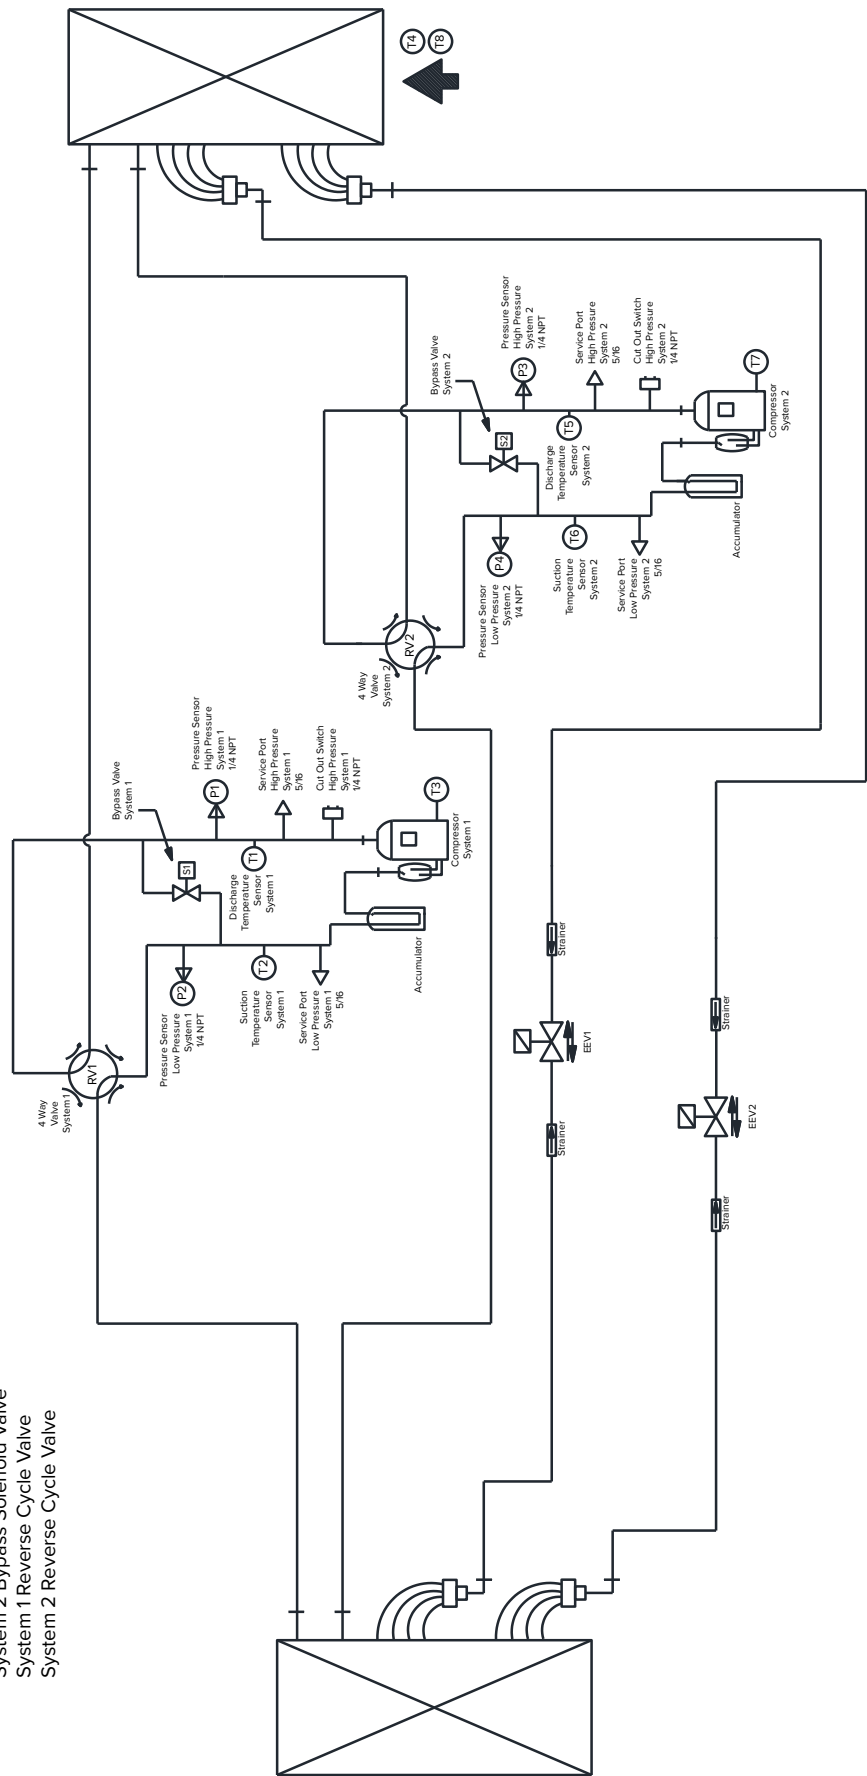 T4
T8
Pressure Sensor
High Pressure
System 2
1/4 NPT
Service Port
High Pressure
System 2
5/16
Cut Out Switch
High Pressure
System 2
1/4 NPT
Bypass Valve
System 2
P3
S2
T5
T7
Discharge
Temperature
Sensor
System 2
Compressor
System 2
P4
T6
Accumulator
Pressure Sensor
Low Pressure
System 2
1/4 NPT
Suction
Temperature
Sensor
System 2
Service Port
Low Pressure
System 2
5/16
RV2
4 Way
Valve
System 2
Pressure Sensor
High Pressure
System 1
1/4 NPT
Service Port
High Pressure
System 1
5/16
Cut Out Switch
High Pressure
System 1
1/4 NPT
Bypass Valve
System 1
P1
S1
T1
T3
Discharge
Temperature
Sensor
System 1
Compressor
System 1
P2
T2
Accumulator
Pressure Sensor
Low Pressure
System 1
1/4 NPT
Suction
Temperature
Sensor
System 1
Service Port
Low Pressure
System 1
5/16
RV1
4 Way
Valve
System 1
Strainer
EEV1
Strainer
Strainer
EEV2
Strainer
System 2 Bypass Solenoid Valve
System 1 Reverse Cycle Valve
System 2 Reverse Cycle Valve